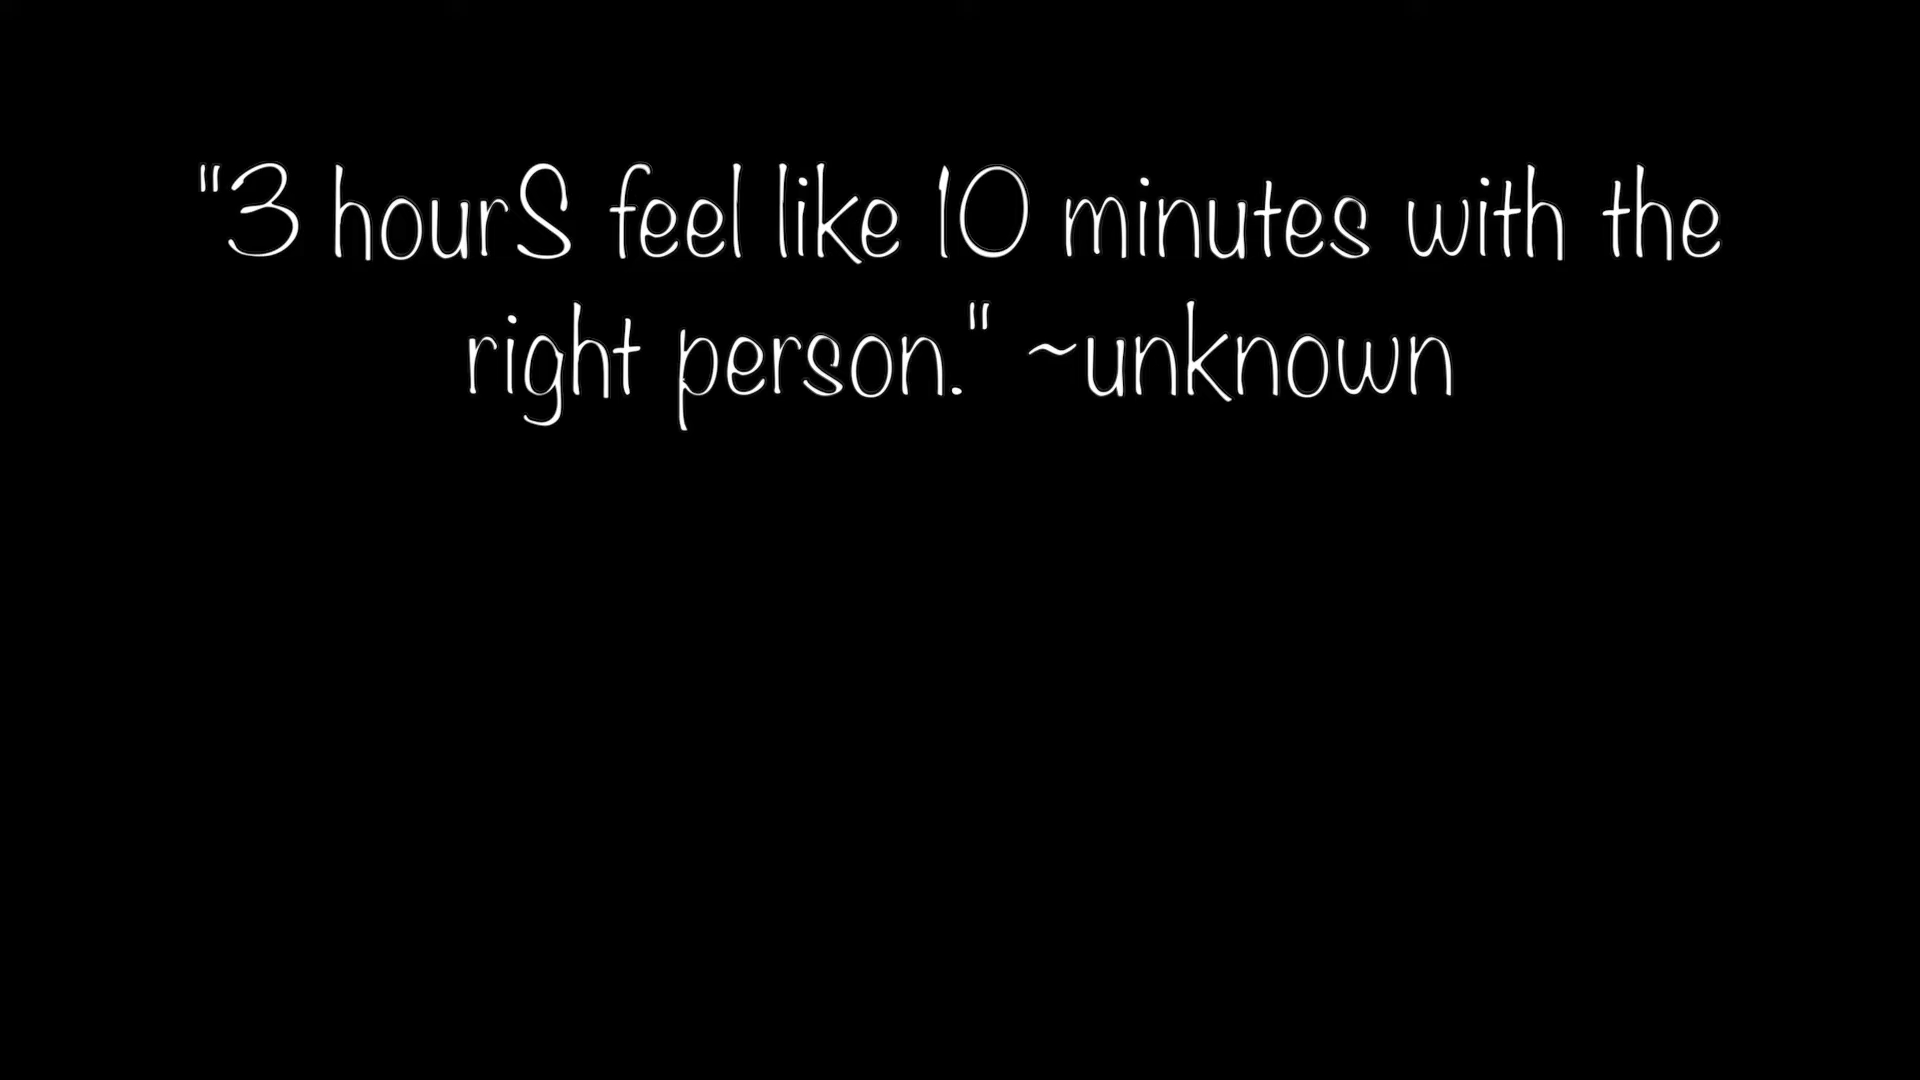 "3 hourS feel like 10 minutes with the
right person." ~unknown